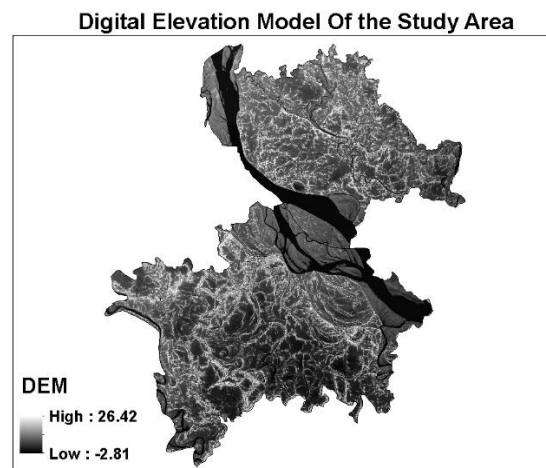 Digital Elevation Model Of the Study Area
DEM
High : 26.42
Low : -2.81